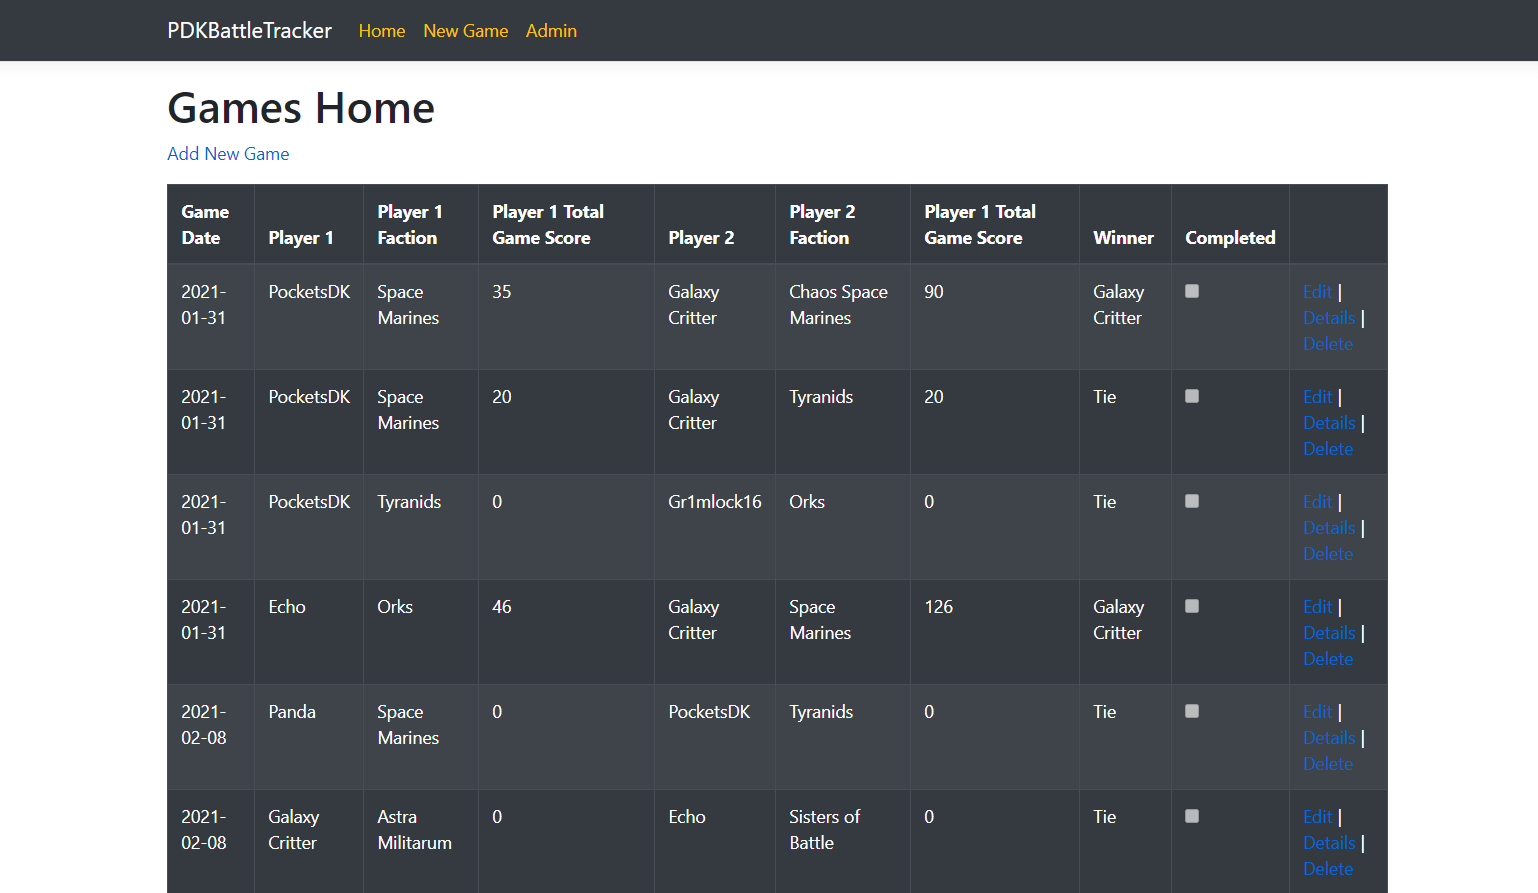 PDKBattleTracker Home New Game Admin
Games Home
Add New Game
Game Date Player 1 Player 1 Faction Player 1 Total Game Score Player 2 Player 2 Faction Player 1 Total Game Score Winner Completed
2021-01-31 PocketsDK Space Marines 35 Galaxy Critter Chaos Space Marines 90 Galaxy Critter Edit | Details | Delete
2021-01-31 PocketsDK Space Marines 20 Galaxy Critter Tyranids 20 Tie Edit | Details | Delete
2021-01-31 PocketsDK Tyranids 0 Gr1mlock16 Orks 0 Tie Edit | Details | Delete
2021-01-31 Echo Orks 46 Galaxy Critter Space Marines 126 Galaxy Critter Edit | Details | Delete
2021-02-08 Panda Space Marines 0 PocketsDK Tyranids 0 Tie Edit | Details | Delete
2021-02-08 Galaxy Critter Astra Militarum 0 Echo Sisters of Battle 0 Tie Edit | Details | Delete